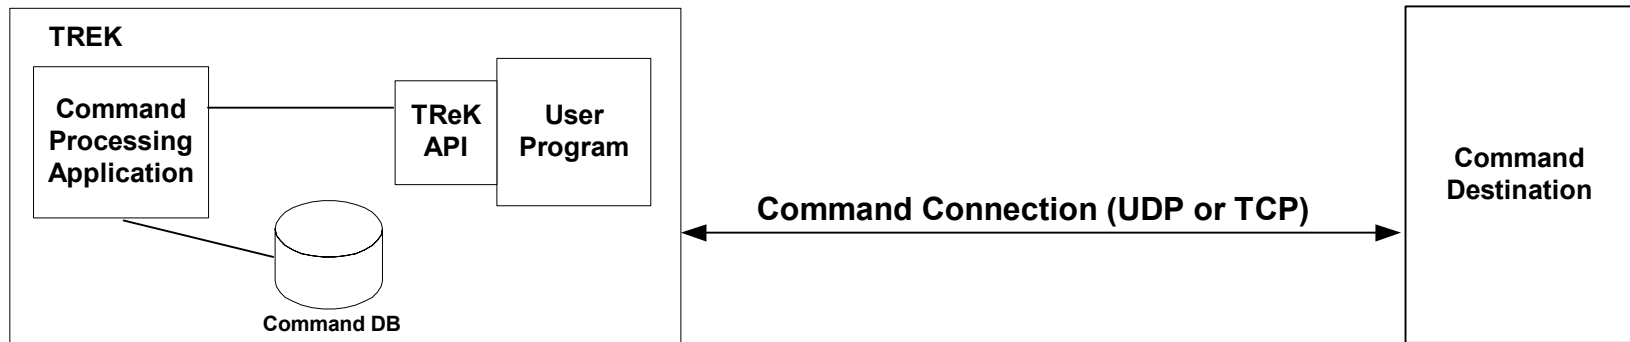 TREK
Command
Processing
Application
TReK
API
User
Program
Command DB
Command Connection (UDP or TCP)
Command
Destination